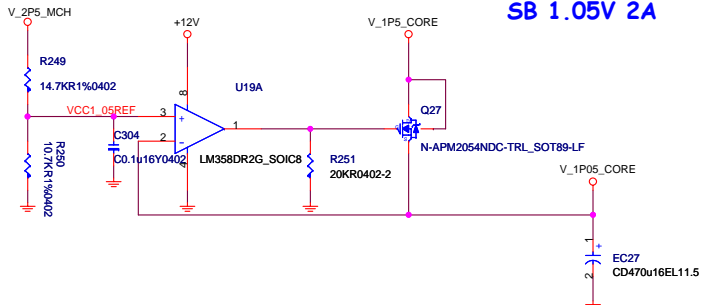 SB 1.05V 2A
V_2P5_MCH
+12V
V_1P5_CORE
R249
14.7KR1%0402
U19A
8
Q27
VCC1_05REF
3
+
1
2
-
4
C304
C0.1u16Y0402
LM358DR2G_SOIC8
N-APM2054NDC-TRL_SOT89-LF
R250
10.7KR1%0402
R251
20KR0402-2
V_1P05_CORE
1
+
EC27
2
CD470u16EL11.5